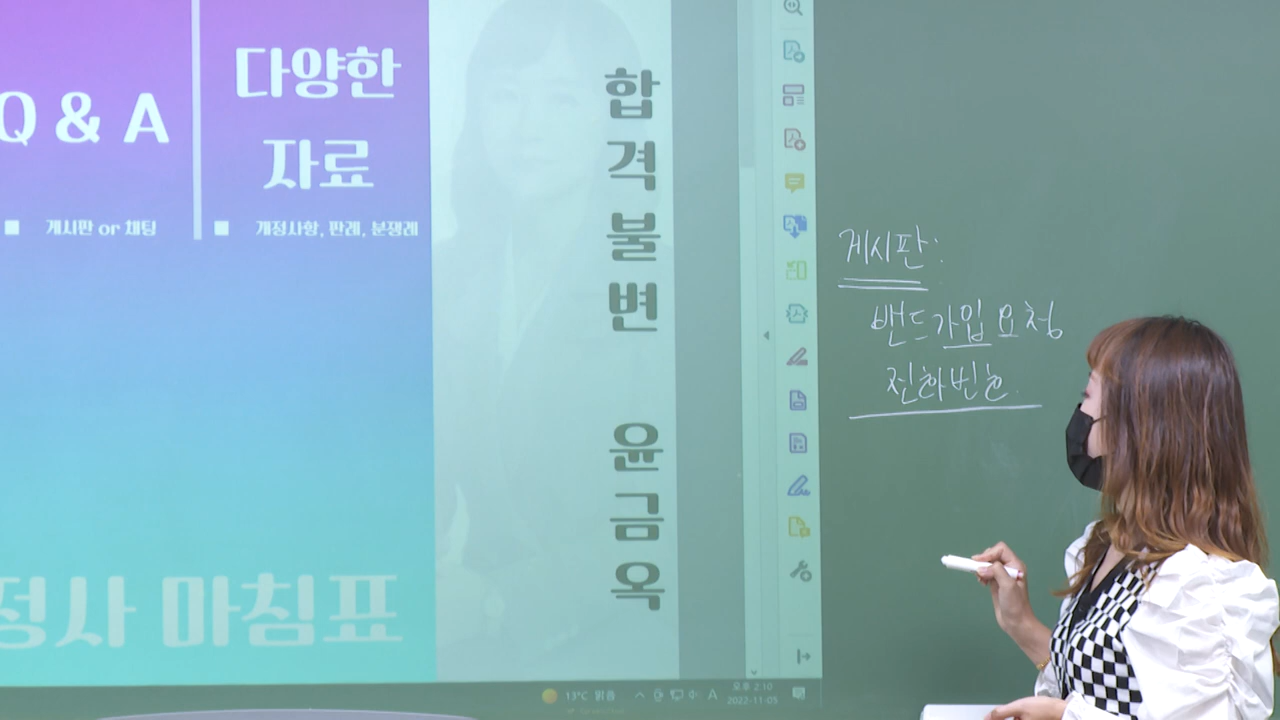 Q & A
게시판 or 채팅
다양한
자료
개정사항, 판례, 분쟁례
정사 마침표
합격불변 윤금옥
게시판:
밴드가입 요청
전화번호
13°C 맑음
A
오후 2:10
2022-11-05